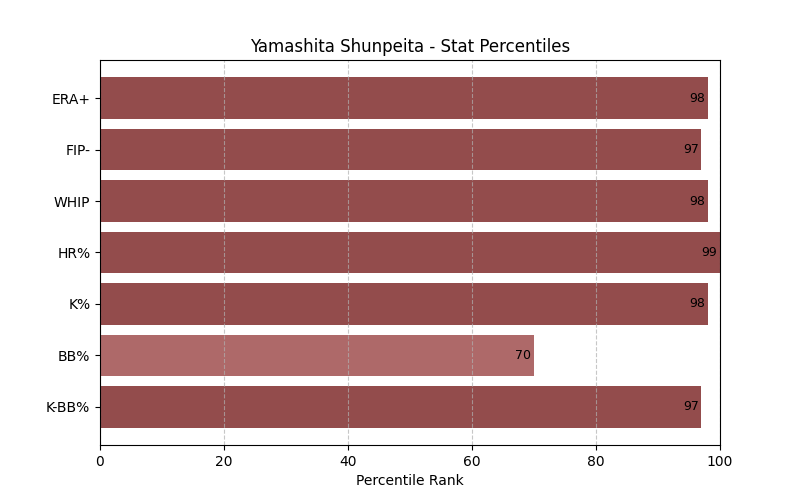 Yamashita Shunpeita - Stat Percentiles
ERA+ 98
FIP- 97
WHIP 98
HR% 99
K% 98
BB% 70
K-BB% 97
0 20 40 60 80 100
Percentile Rank